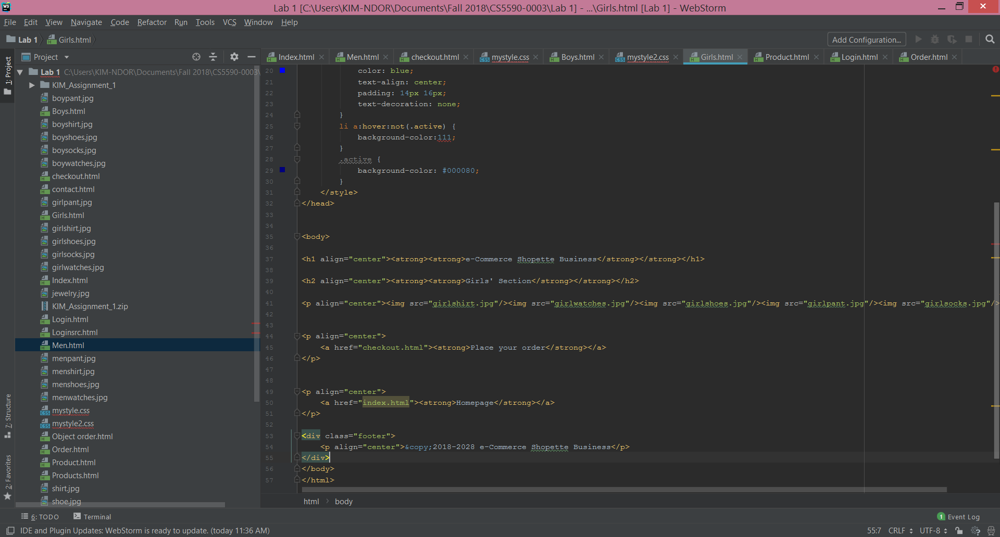 Lab 1 [C:\Users\KIM-NDOR\Documents\Fall 2018\CS5590-0003\Lab 1] - ...\Girls.html [Lab 1] - WebStorm
File Edit View Navigate Code Refactor Run Tools VCS Window Help
Lab 1 Girls.html Add Configuration...
Project
Index.html Men.html checkout.html mystyle.css Boys.html mystyle2.css Girls.html Product.html Login.html Order.html
1: Project
7: Structure
2: Favorites
Lab 1 C:\Users\KIM-NDOR\Documents\Fall 2018\CS5590-0003\
KIM_Assignment_1
boypant.jpg
Boys.html
boyshirt.jpg
boyshoes.jpg
boysocks.jpg
boywatches.jpg
checkout.html
contact.html
girlpant.jpg
Girls.html
girlshirt.jpg
girlshoes.jpg
girlsocks.jpg
girlwatches.jpg
Index.html
jewelry.jpg
KIM_Assignment_1.zip
Login.html
Loginsrc.html
Men.html
menpant.jpg
menshirt.jpg
menshoes.jpg
menwatches.jpg
mystyle.css
mystyle2.css
Object order.html
Order.html
Product.html
Products.html
shirt.jpg
shoe.jpg
20 color: blue;
21 text-align: center;
22 padding: 14px 16px;
23 text-decoration: none;
24 }
25 li a:hover:not(.active) {
26 background-color:111;
27 }
28 .active {
29 background-color: #000080;
30 }
31 </style>
32 </head>
33
34
35 <body>
36
37 <h1 align="center"><strong><strong>e-Commerce Shopette Business</strong></strong></h1>
38
39 <h2 align="center"><strong><strong>Girls' Section</strong></strong></h2>
40
41 <p align="center"><img src="girlshirt.jpg"/><img src="girlwatches.jpg"/><img src="girlshoes.jpg"/><img src="girlpant.jpg"/><img src="girlsocks.jpg"/>
42
43
44 <p align="center">
45 <a href="checkout.html"><strong>Place your order</strong></a>
46 </p>
47
48
49 <p align="center">
50 <a href="index.html"><strong>Homepage</strong></a>
51 </p>
52
53 <div class="footer">
54 <p align="center">&copy;2018-2028 e-Commerce Shopette Business</p>
55 </div>
56 </body>
57 </html>
html body
6: TODO Terminal 1 Event Log
IDE and Plugin Updates: WebStorm is ready to update. (today 11:36 AM) 55:7 CRLF UTF-8